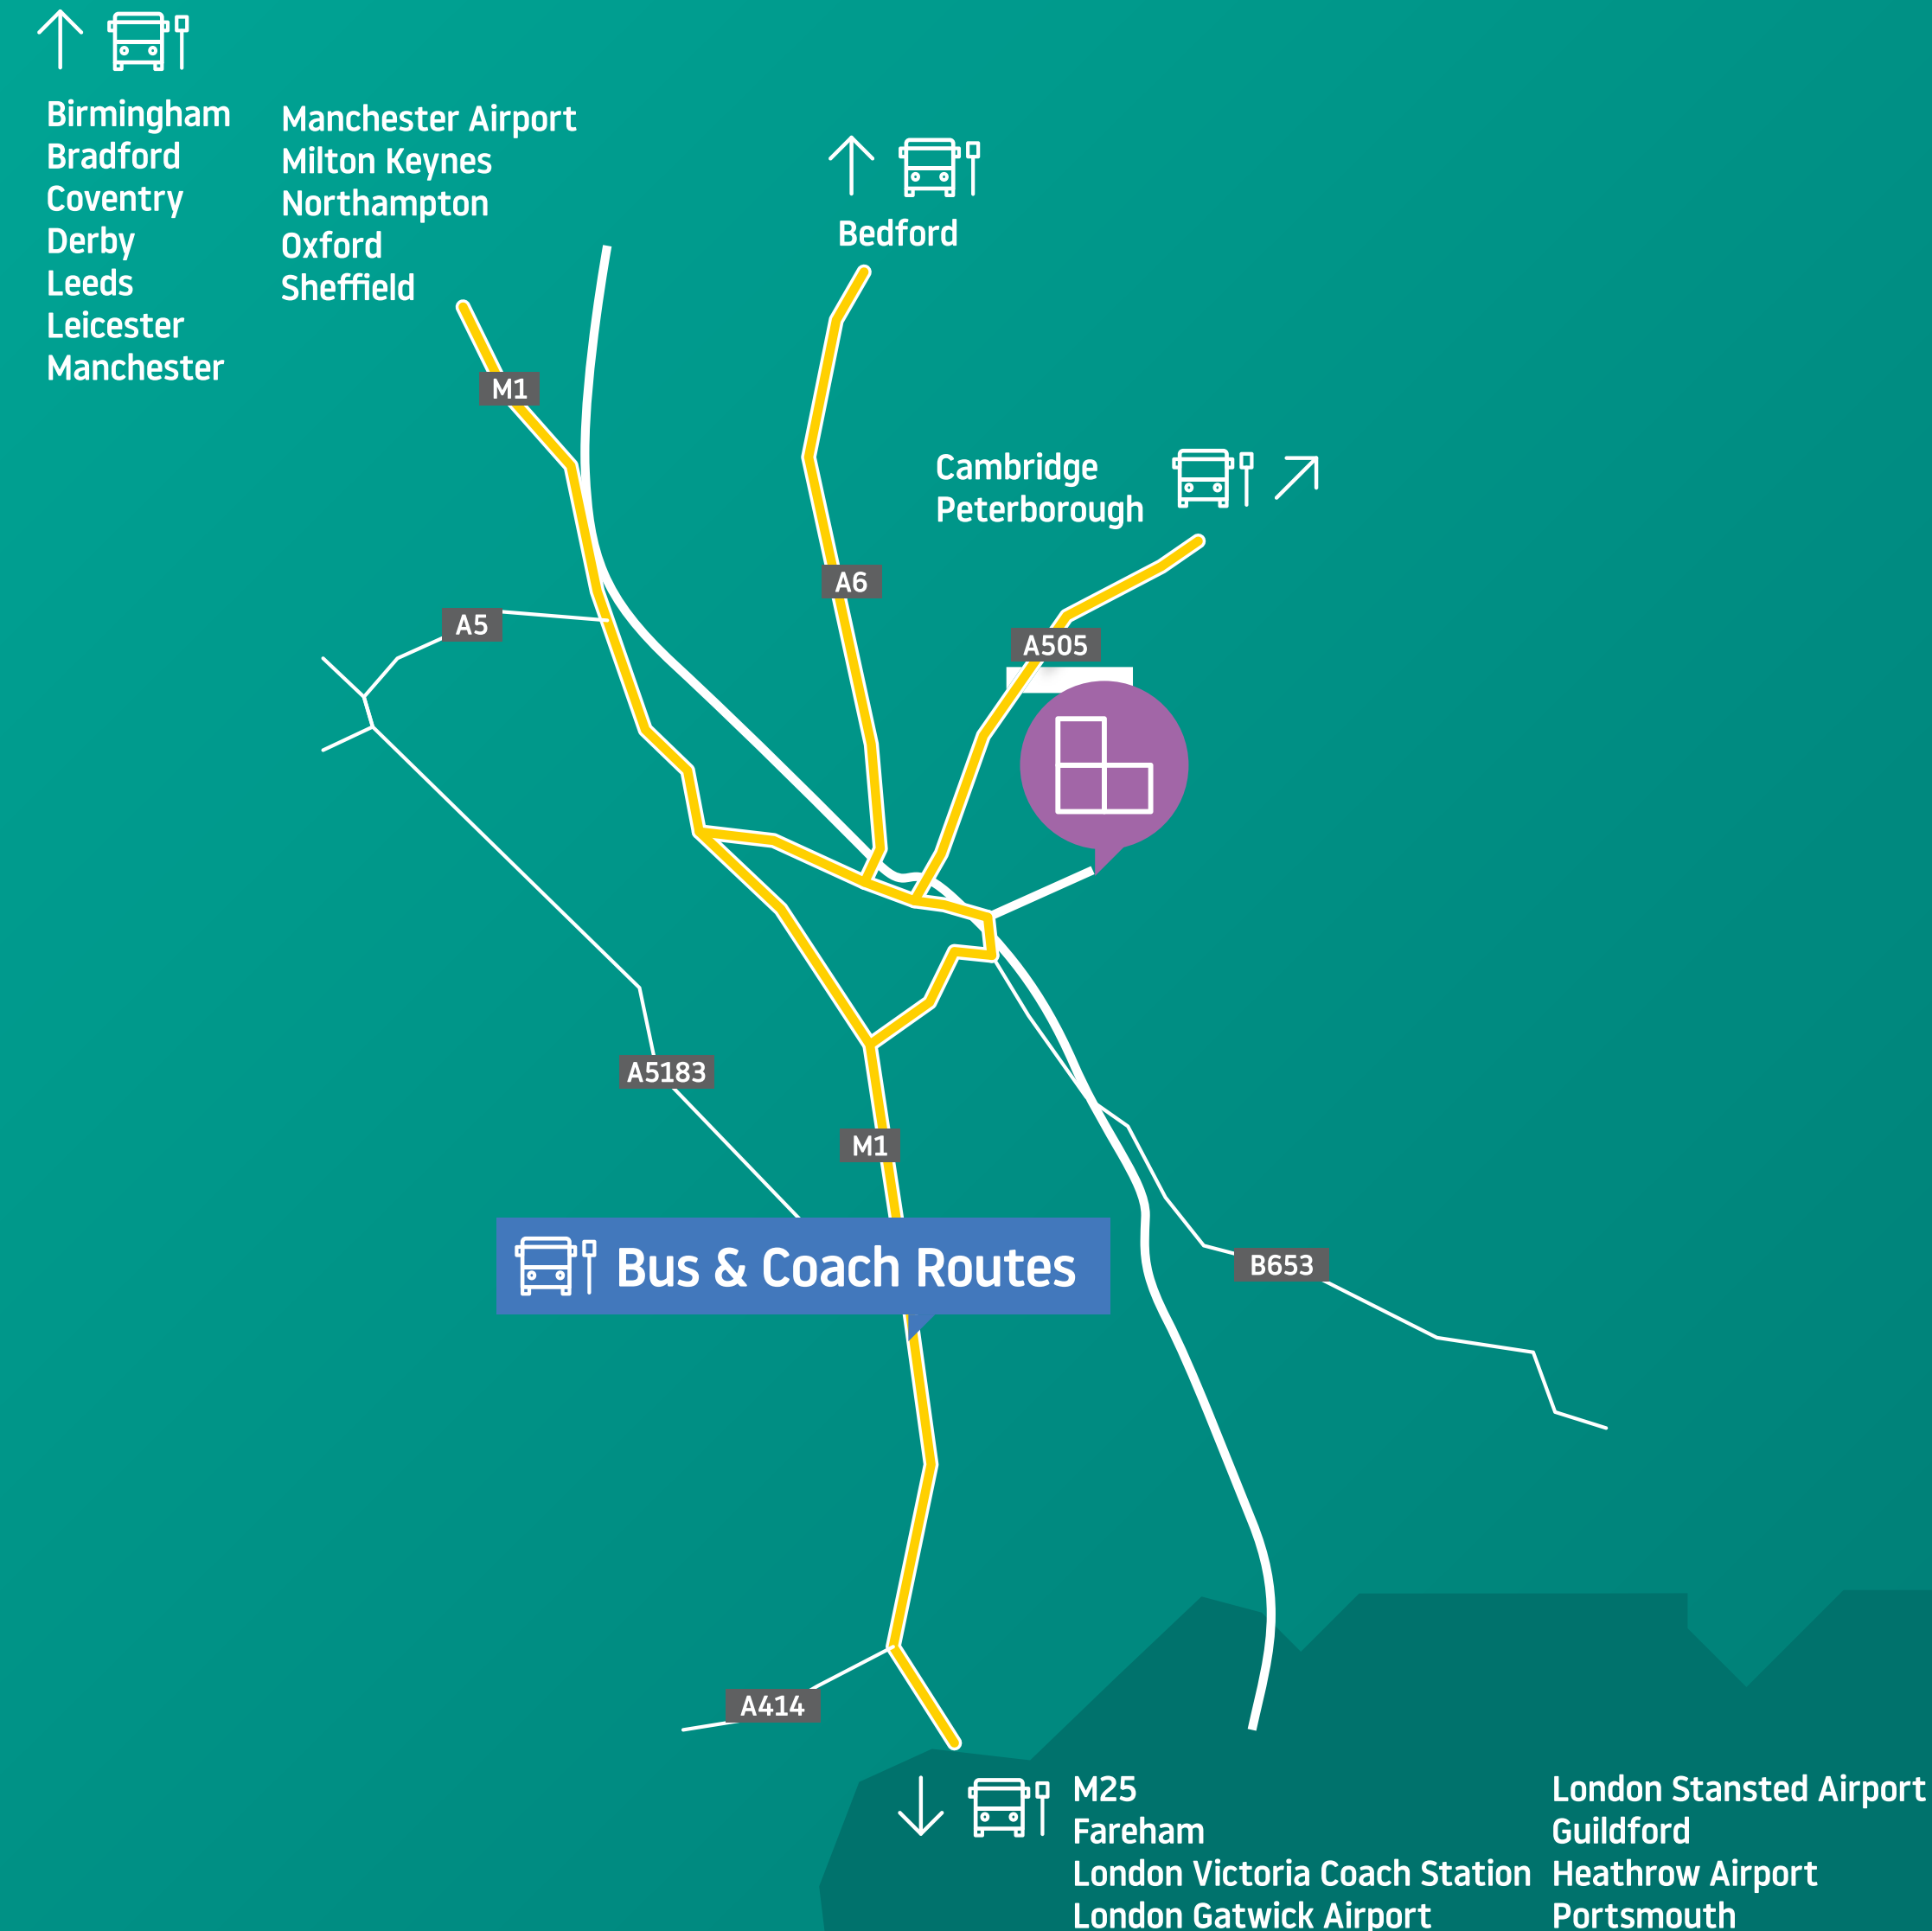 Birmingham
Bradford
Coventry
Derby
Leeds
Leicester
Manchester
Manchester Airport
Milton Keynes
Northampton
Oxford
Sheffield
Bedford
M1
Cambridge
Peterborough
A6
A5
A505
A5183
M1
Bus & Coach Routes
B653
A414
M25
Fareham
London Victoria Coach Station
London Gatwick Airport
London Stansted Airport
Guildford
Heathrow Airport
Portsmouth